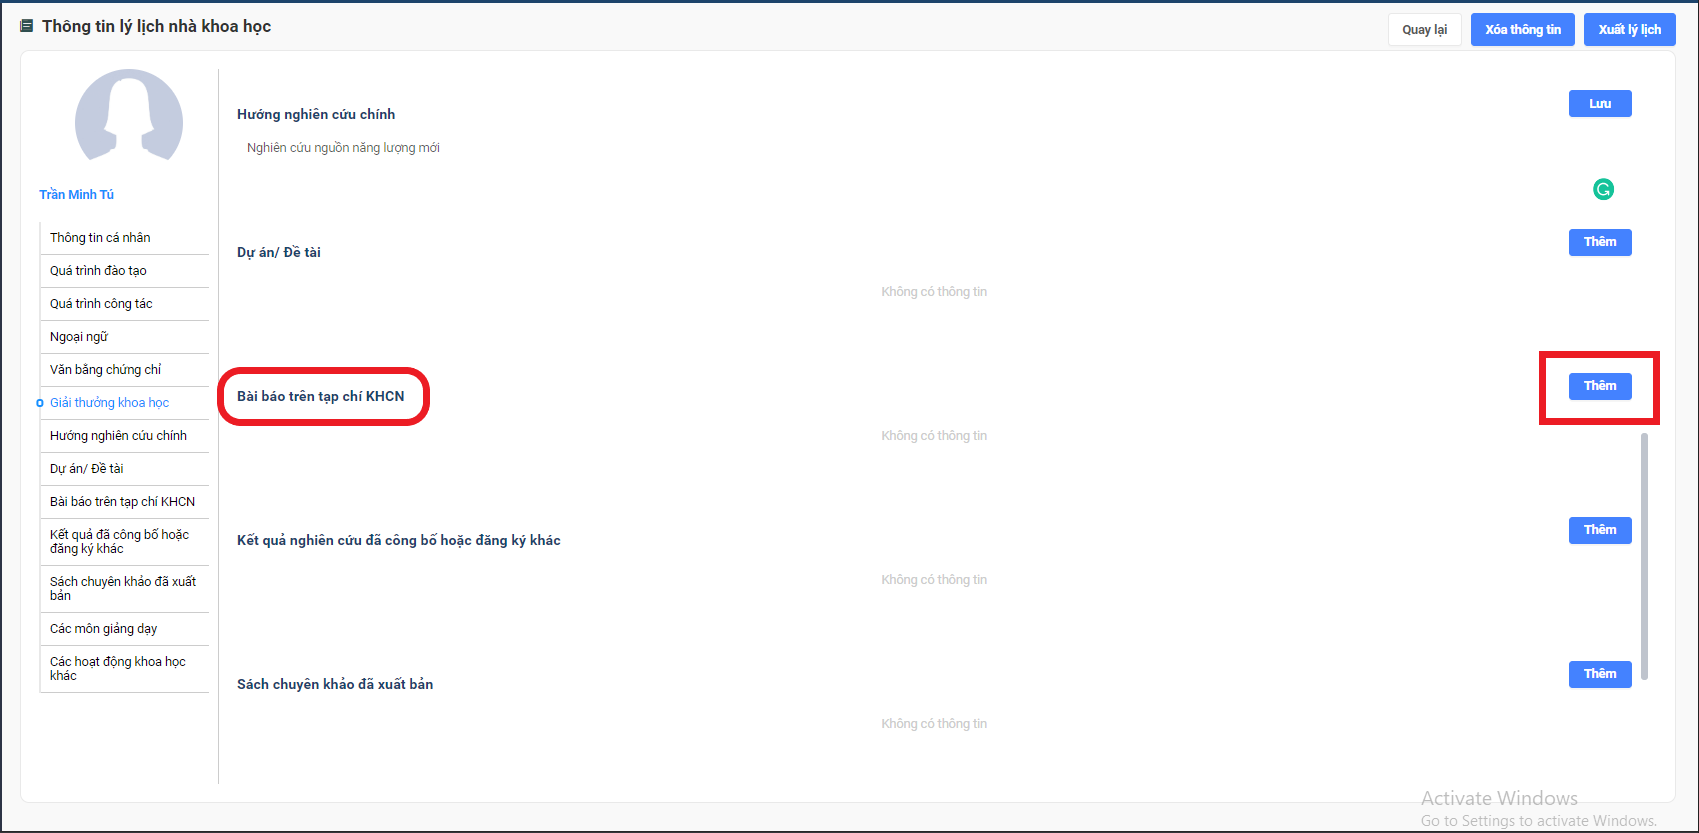 Thông tin lý lịch nhà khoa học
Quay lại
Xóa thông tin
Xuất lý lịch
Trần Minh Tú
Thông tin cá nhân
Quá trình đào tạo
Quá trình công tác
Ngoại ngữ
Văn bằng chứng chỉ
Giải thưởng khoa học
Hướng nghiên cứu chính
Dự án/ Đề tài
Bài báo trên tạp chí KHCN
Kết quả đã công bố hoặc
đăng ký khác
Sách chuyên khảo đã xuất
bản
Các môn giảng dạy
Các hoạt động khoa học
khác
Hướng nghiên cứu chính
Lưu
Nghiên cứu nguồn năng lượng mới
Dự án/ Đề tài
Thêm
Không có thông tin
Bài báo trên tạp chí KHCN
Thêm
Không có thông tin
Kết quả nghiên cứu đã công bố hoặc đăng ký khác
Thêm
Không có thông tin
Sách chuyên khảo đã xuất bản
Thêm
Không có thông tin
Activate Windows
Go to Settings to activate Windows.